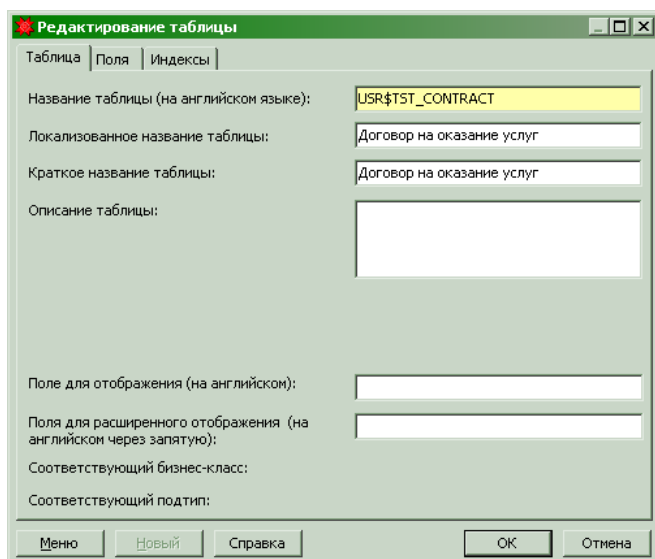 Редактирование таблицы
Таблица Поля Индексы
Название таблицы (на английском языке): USR$TST_CONTRACT
Локализованное название таблицы: Договор на оказание услуг
Краткое название таблицы: Договор на оказание услуг
Описание таблицы:
Поле для отображения (на английском):
Поля для расширенного отображения (на
английском через запятую):
Соответствующий бизнес-класс:
Соответствующий подтип:
Меню Новый Справка OK Отмена